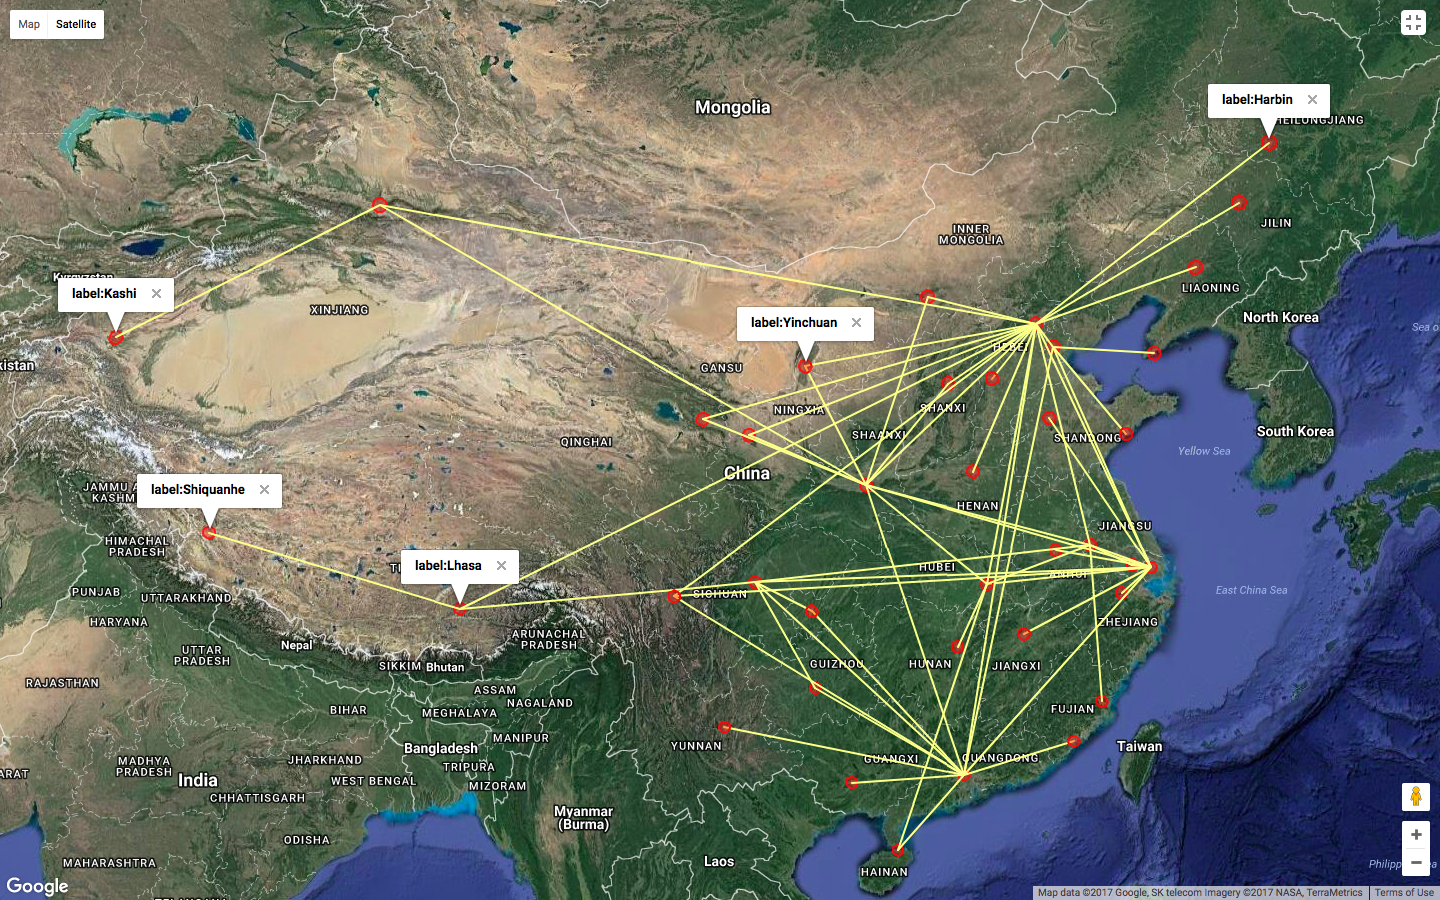 Map
Satellite
Mongolia
label:Harbin
HEILONGJIANG
JILIN
INNER
MONGOLIA
LIAONING
North Korea
Kyrgyzstan
label:Kashi
XINJIANG
label:Yinchuan
HEBEI
GANSU
NINGXIA
SHANXI
SHAANXI
SHANDONG
South Korea
Yellow Sea
Sea o
kistan
QINGHAI
China
JAMMU A
KASHM
label:Shiquanhe
HENAN
JIANGSU
HIMACHAL
PRADESH
label:Lhasa
HUBEI
ANHUI
East China Sea
PUNJAB
UTTARAKHAND
SICHUAN
HARYANA
ZHEJIANG
ARUNACHAL
PRADESH
Nepal
UTTAR
PRADESH
SIKKIM
Bhutan
GUIZHOU
HUNAN
JIANGXI
RAJASTHAN
ASSAM
NAGALAND
BIHAR
MEGHALAYA
FUJIAN
MANIPUR
YUNNAN
Taiwan
Bangladesh
JHARKHAND
TRIPURA
GUANGXI
GUANGDONG
MADHYA
PRADESH
ARAT
India
WEST BENGAL
MIZORAM
CHHATTISGARH
Myanmar
(Burma)
ODISHA
MAHARASHTRA
Laos
HAINAN
Philipp
ea
TELANGANA
Google
Map data ©2017 Google, SK telecom Imagery ©2017 NASA, TerraMetrics
Terms of Use